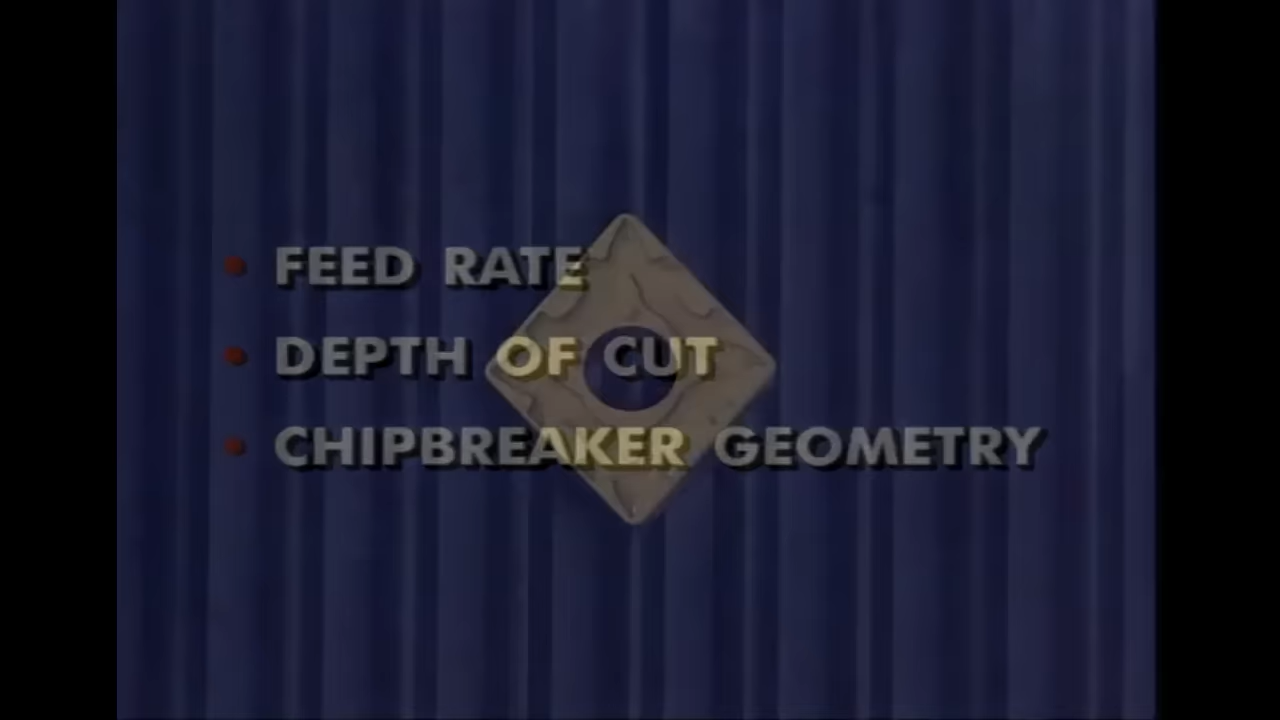 • FEED RATE
• DEPTH OF CUT
• CHIPBREAKER GEOMETRY